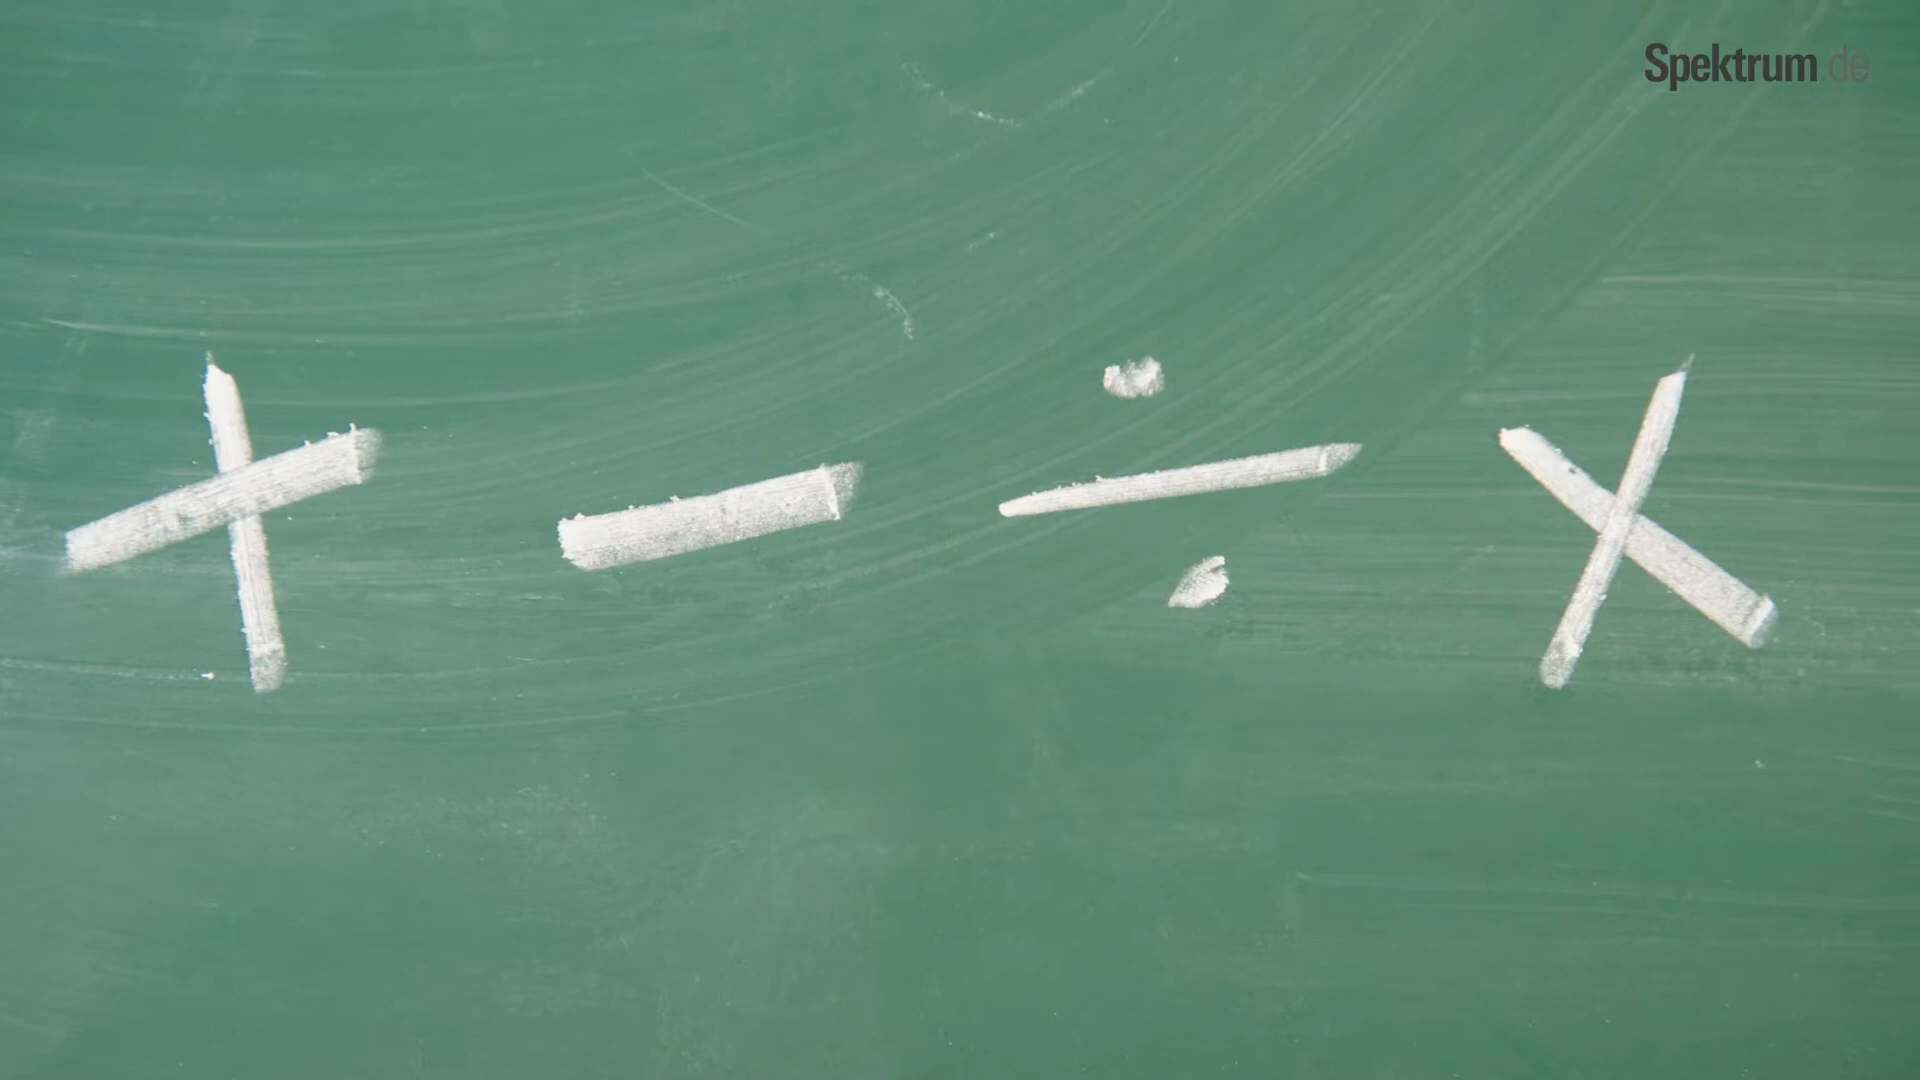 Spektrum.de
+ - ÷ ×